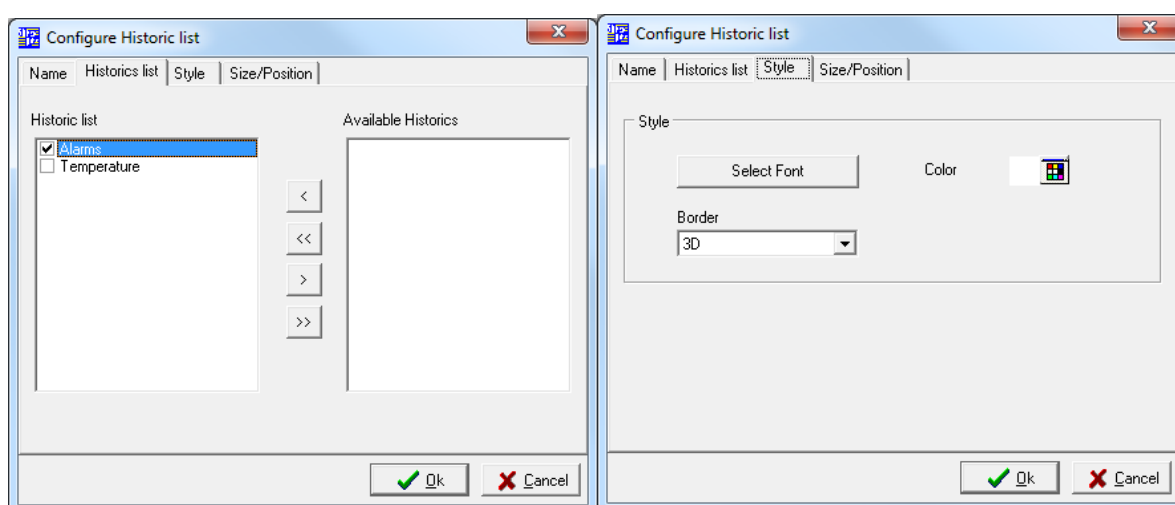 Configure Historic list
Name Historics list Style Size/Position
Historic list Available Historics
Alarms
Temperature
<
<<
>
>>
Ok Cancel
Configure Historic list
Name Historics list Style Size/Position
Style
Select Font Color
Border
3D
Ok Cancel